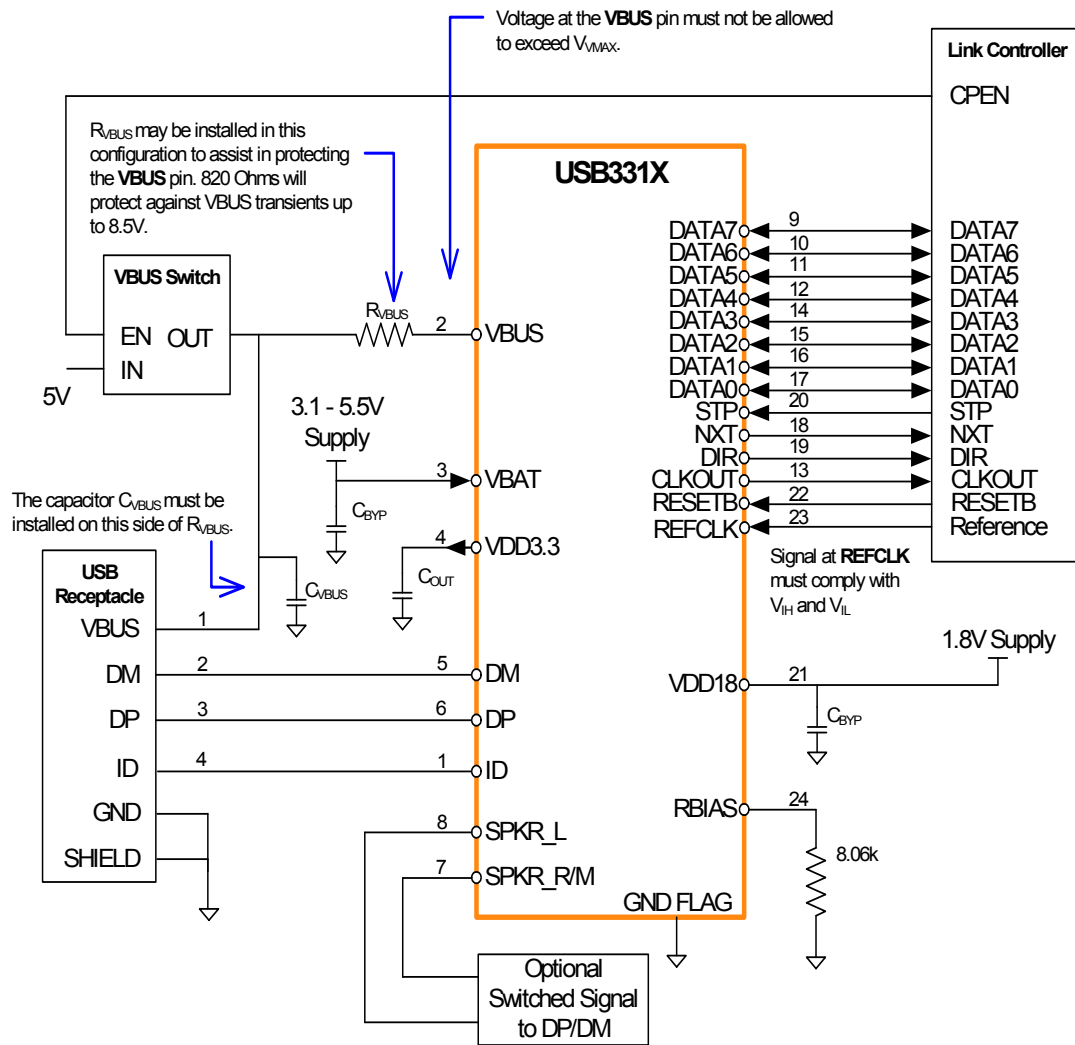 Voltage at the VBUS pin must not be allowed
to exceed VVMAX.
Link Controller
CPEN
RVBUS may be installed in this
configuration to assist in protecting
the VBUS pin. 820 Ohms will
protect against VBUS transients up
to 8.5V.
USB331X
VBUS Switch
EN OUT
IN
5V
RVBUS
2
VBUS
DATA7
9
DATA7
DATA6
10
DATA6
DATA5
11
DATA5
DATA4
12
DATA4
DATA3
14
DATA3
DATA2
15
DATA2
DATA1
16
DATA1
DATA0
17
DATA0
STP
20
STP
NXT
18
NXT
DIR
19
DIR
CLKOUT
13
CLKOUT
RESETB
22
RESETB
REFCLK
23
Reference
3.1 - 5.5V
Supply
3
VBAT
CBYP
4
VDD3.3
COUT
The capacitor CVBUS must be
installed on this side of RVBUS.
CVBUS
Signal at REFCLK
must comply with
VIH and VIL
USB
Receptacle
VBUS
1
DM
2
5
DM
DP
3
6
DP
ID
4
1
ID
GND
SHIELD
8
SPKR_L
7
SPKR_R/M
1.8V Supply
VDD18
21
CBYP
RBIAS
24
8.06k
GND FLAG
Optional
Switched Signal
to DP/DM